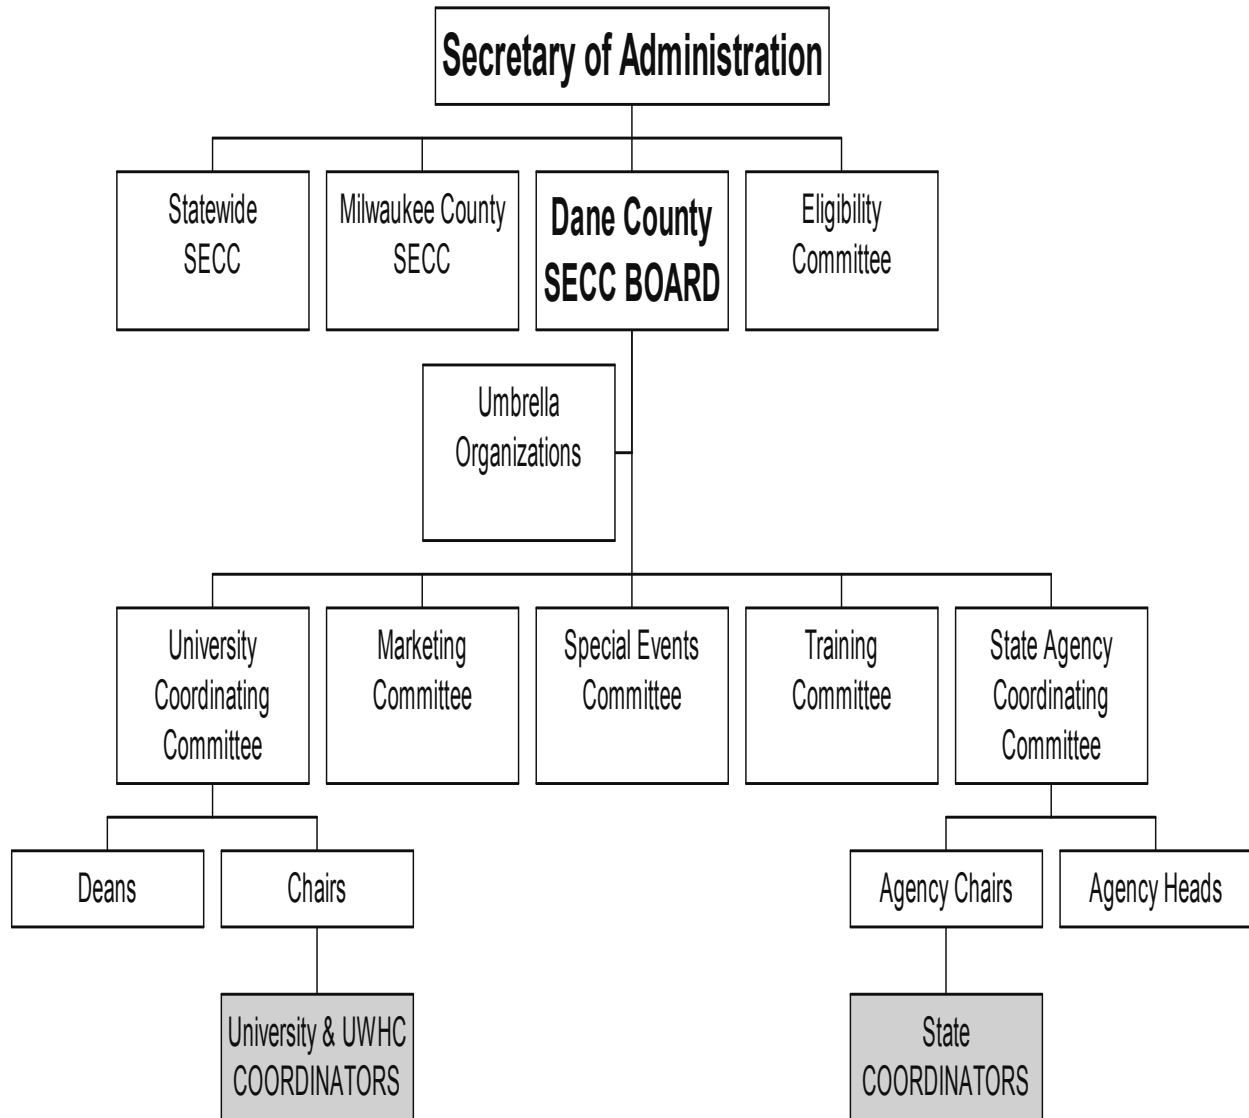 Secretary of Administration
Statewide
SECC
Milwaukee County
SECC
Dane County
SECC BOARD
Eligibility
Committee
Umbrella
Organizations
University
Coordinating
Committee
Marketing
Committee
Special Events
Committee
Training
Committee
State Agency
Coordinating
Committee
Deans
Chairs
Agency Chairs
Agency Heads
University & UWHC
COORDINATORS
State
COORDINATORS